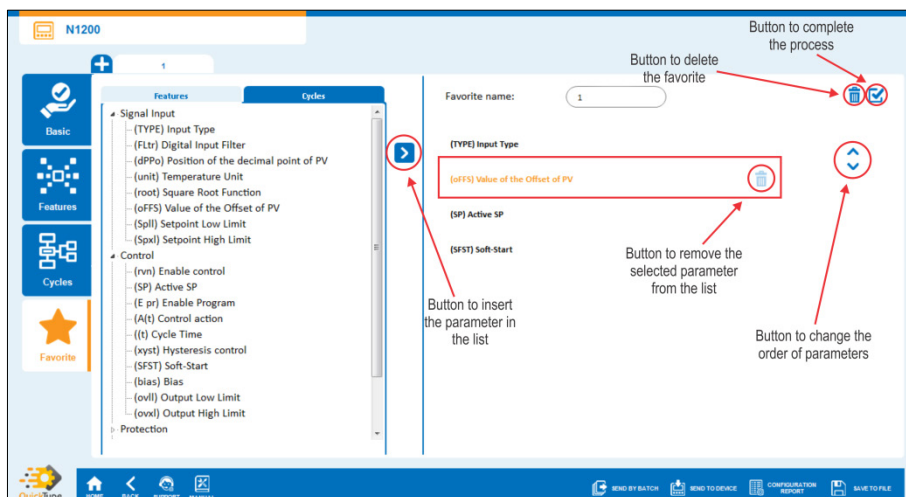 N1200
Button to complete
the process
Button to delete
the favorite
1
Features
Cycles
Favorite name:
1
Basic
Features
Cycles
Favorite
Signal Input
(TYPE) Input Type
(FLtr) Digital Input Filter
(dPPo) Position of the decimal point of PV
(unit) Temperature Unit
(root) Square Root Function
(oFFS) Value of the Offset of PV
(Spll) Setpoint Low Limit
(Spxl) Setpoint High Limit
Control
(rvn) Enable control
(SP) Active SP
(E pr) Enable Program
(A(t) Control action
((t) Cycle Time
(xyst) Hysteresis control
(SFST) Soft-Start
(bias) Bias
(ovll) Output Low Limit
(ovxl) Output High Limit
Protection
(TYPE) Input Type
(oFFS) Value of the Offset of PV
(SP) Active SP
(SFST) Soft-Start
Button to insert
the parameter in
the list
Button to remove the
selected parameter
from the list
Button to change the
order of parameters
QuickTune
HOME
BACK
SUPPORT
MANUAL
SEND BY BATCH
SEND TO DEVICE
CONFIGURATION
REPORT
SAVE TO FILE